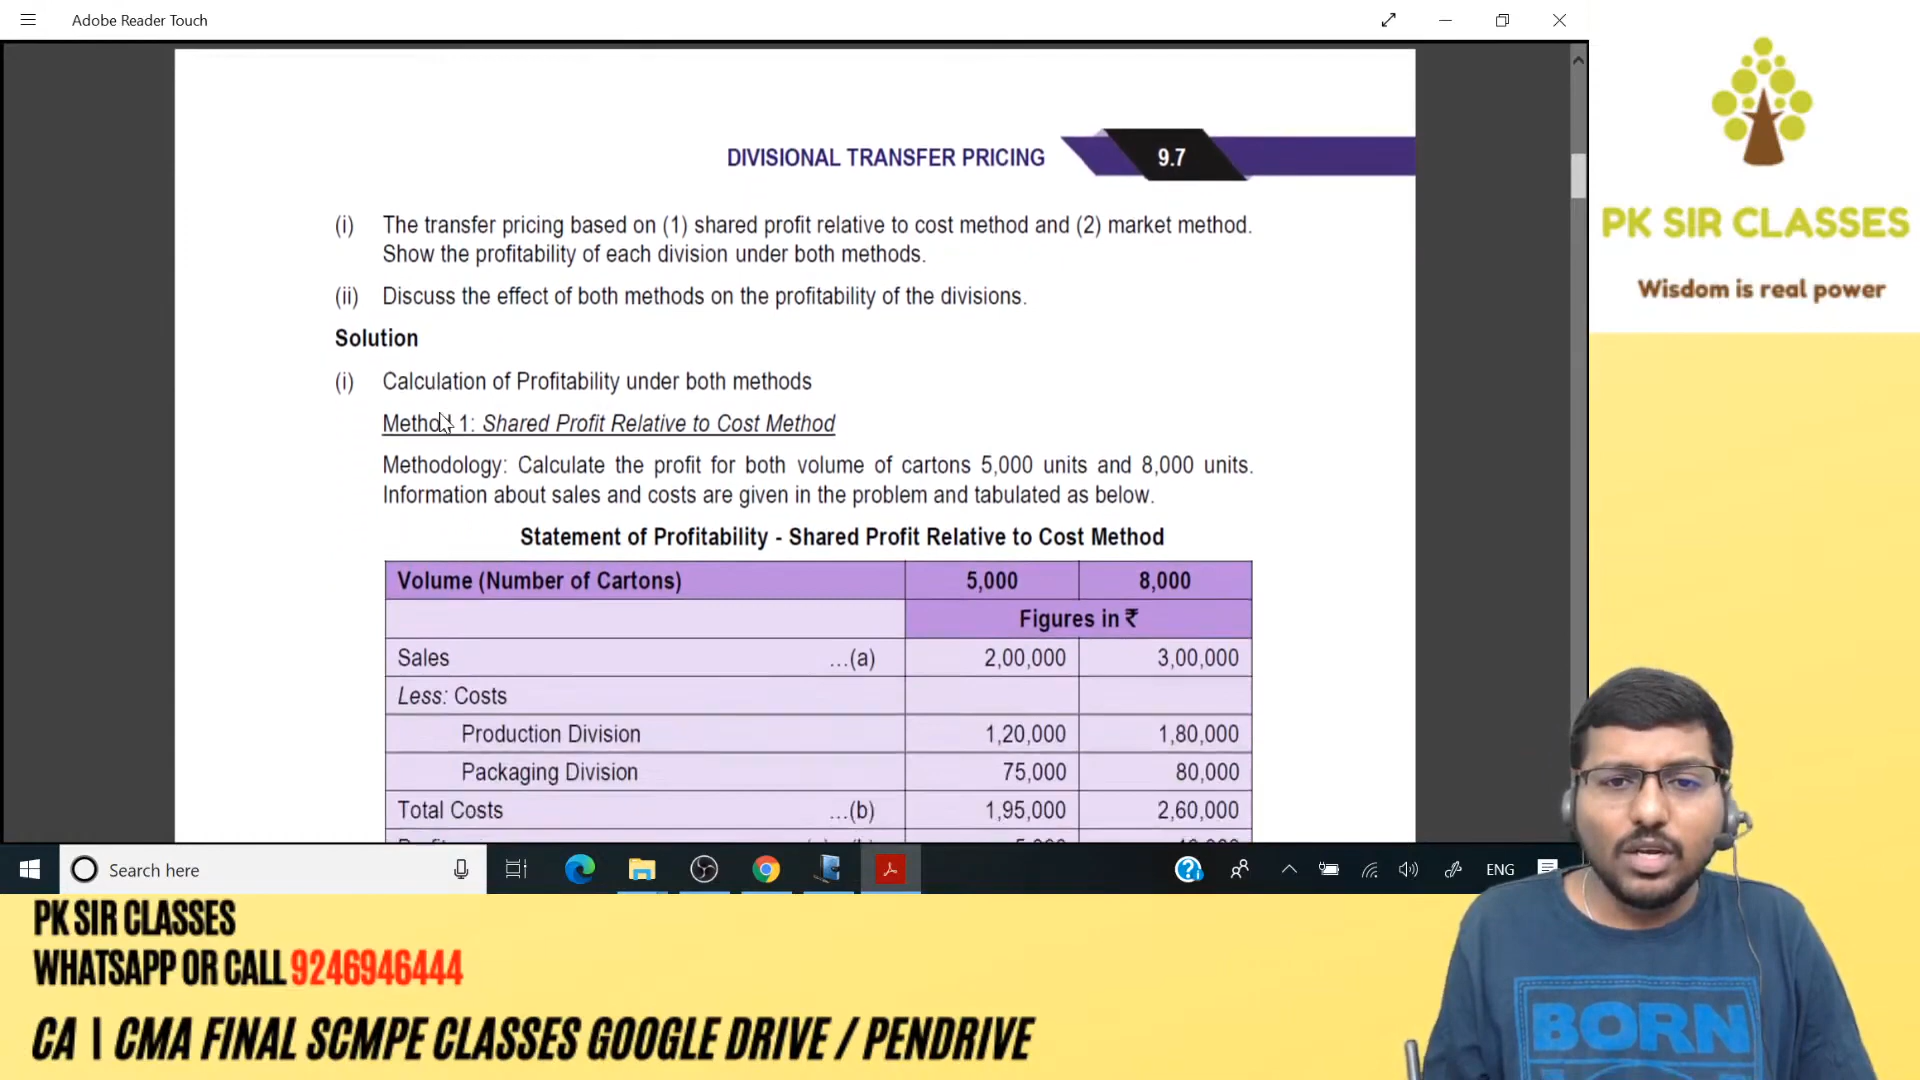 Adobe Reader Touch
DIVISIONAL TRANSFER PRICING 9.7
(i) The transfer pricing based on (1) shared profit relative to cost method and (2) market method.
Show the profitability of each division under both methods.
(ii) Discuss the effect of both methods on the profitability of the divisions.
Solution
(i) Calculation of Profitability under both methods
Method 1: Shared Profit Relative to Cost Method
Methodology: Calculate the profit for both volume of cartons 5,000 units and 8,000 units.
Information about sales and costs are given in the problem and tabulated as below.
Statement of Profitability - Shared Profit Relative to Cost Method
Volume (Number of Cartons) 5,000 8,000
Figures in ₹
Sales …(a) 2,00,000 3,00,000
Less: Costs
Production Division 1,20,000 1,80,000
Packaging Division 75,000 80,000
Total Costs …(b) 1,95,000 2,60,000
PK SIR CLASSES
Wisdom is real power
Search here
ENG
PK SIR CLASSES
WHATSAPP OR CALL 9246946444
CA \ CMA FINAL SCMPE CLASSES GOOGLE DRIVE / PENDRIVE
BORN